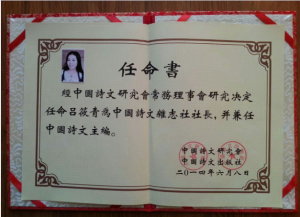 任命書
經中國詩文研究會常務理事會研究决定
任命呂筱青為中國詩文雜志社社長，并兼任
中國詩文主編。
中國詩文研究會
中國詩文出版社
二〇一四年六月八日